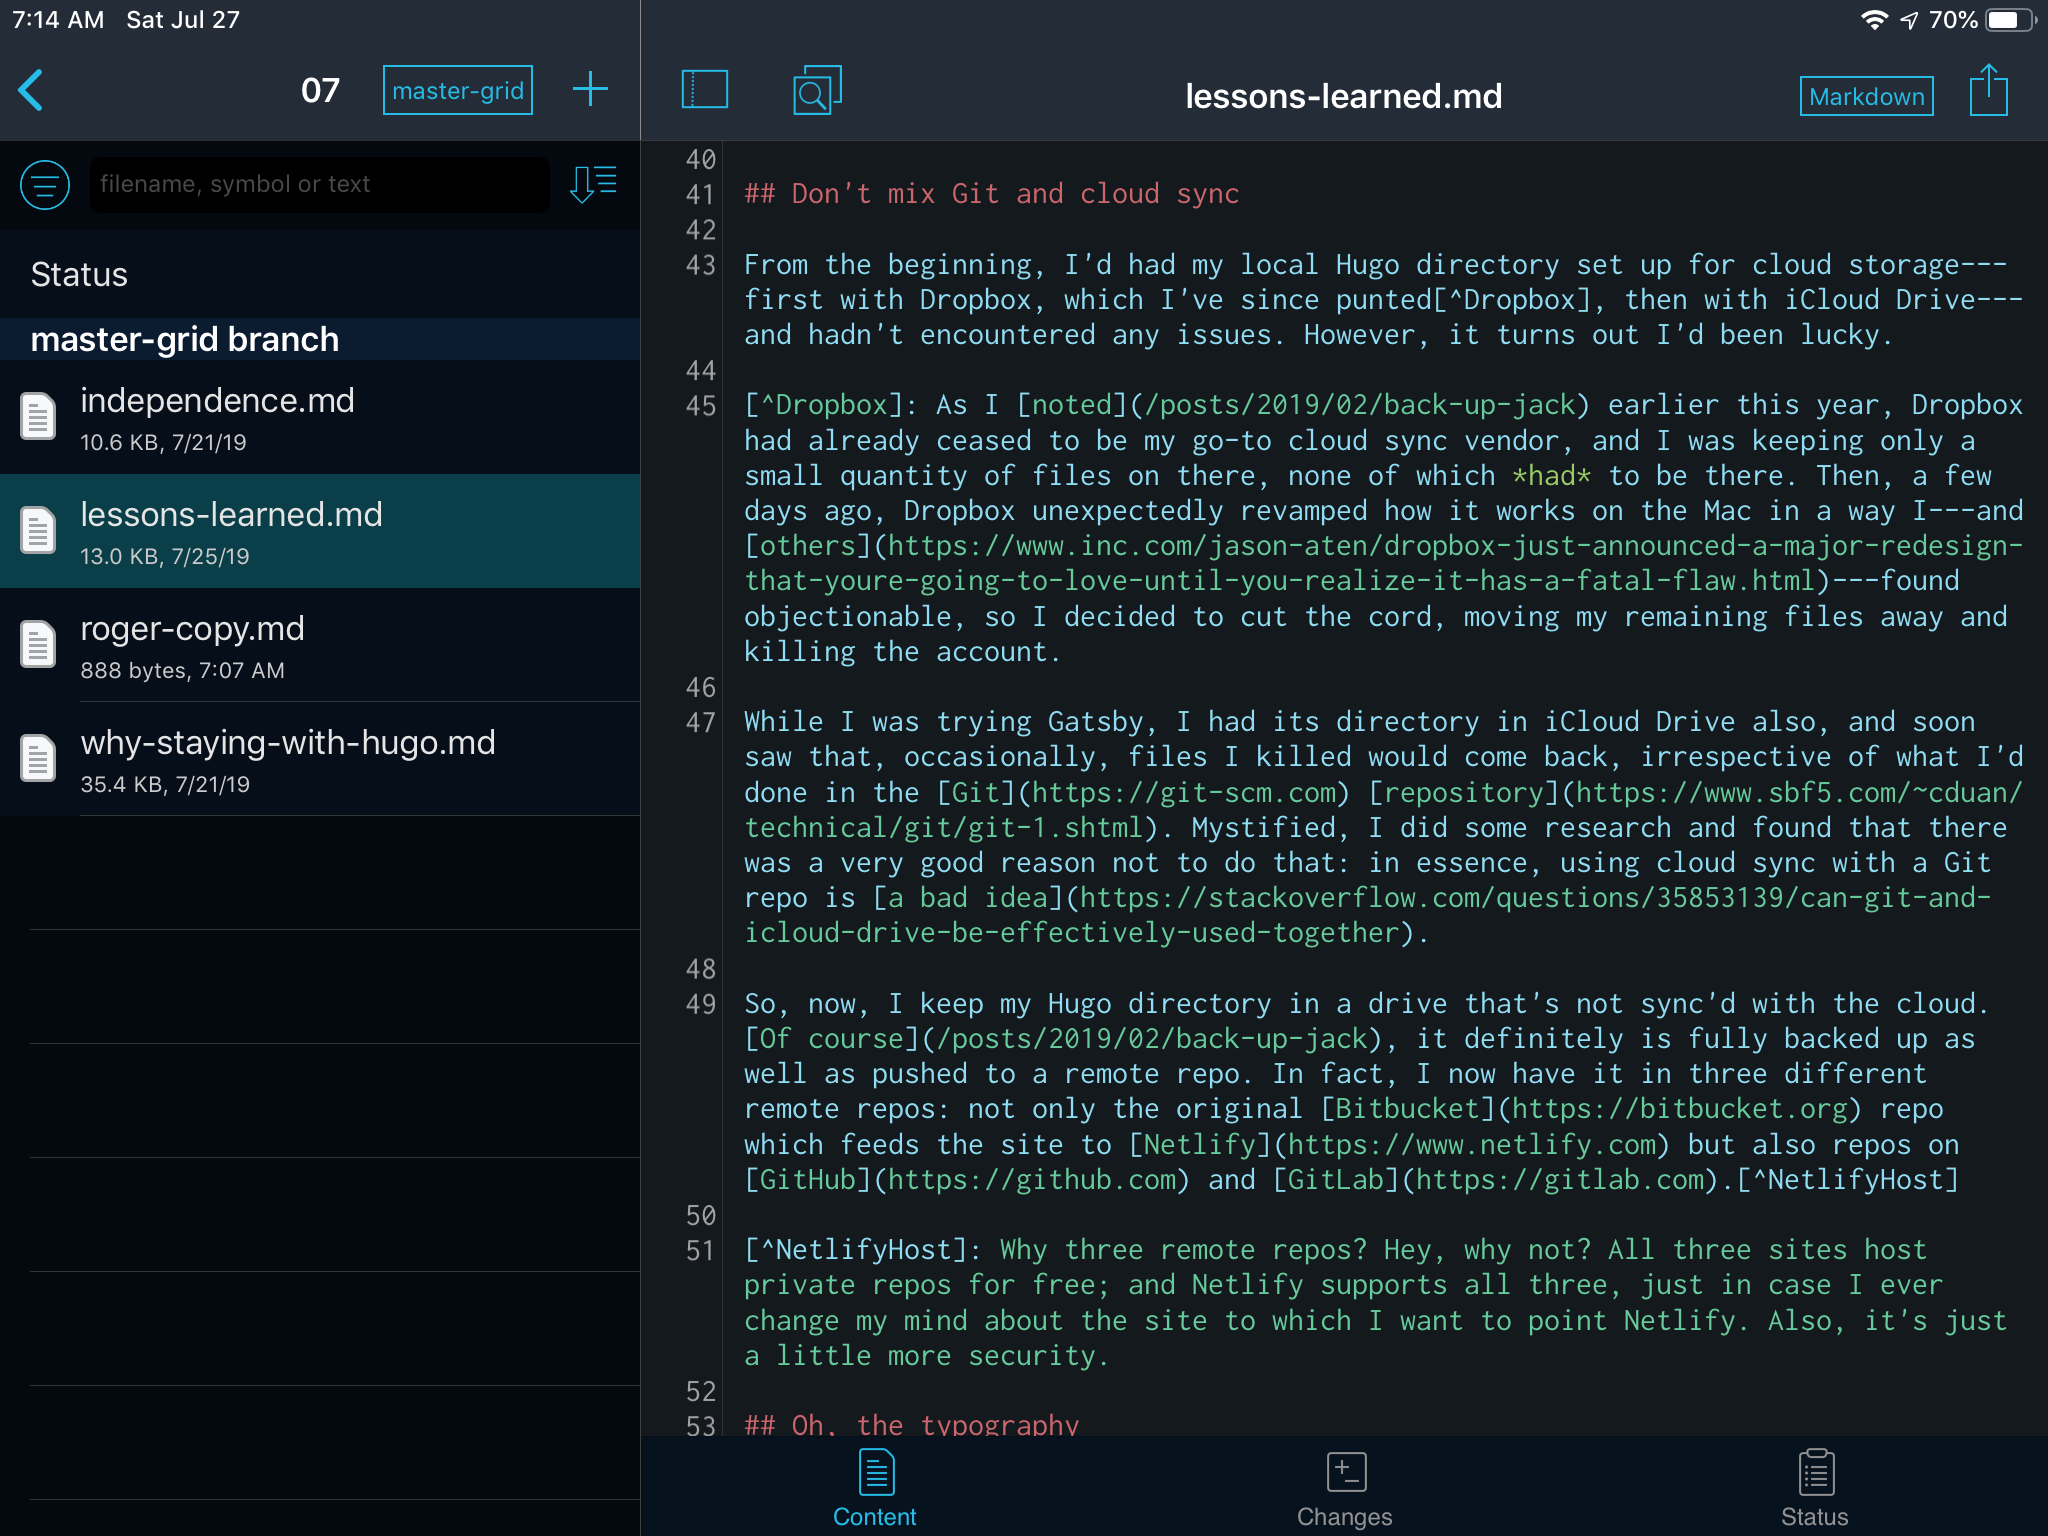 7:14 AM Sat Jul 27
70%
07
master-grid
lessons-learned.md
Markdown
filename, symbol or text
Status
master-grid branch
independence.md
10.6 KB, 7/21/19
lessons-learned.md
13.0 KB, 7/25/19
roger-copy.md
888 bytes, 7:07 AM
why-staying-with-hugo.md
35.4 KB, 7/21/19
40
41 ## Don't mix Git and cloud sync
42
43 From the beginning, I'd had my local Hugo directory set up for cloud storage---
first with Dropbox, which I've since punted[^Dropbox], then with iCloud Drive---
and hadn't encountered any issues. However, it turns out I'd been lucky.
44
45 [^Dropbox]: As I [noted](/posts/2019/02/back-up-jack) earlier this year, Dropbox
had already ceased to be my go-to cloud sync vendor, and I was keeping only a
small quantity of files on there, none of which *had* to be there. Then, a few
days ago, Dropbox unexpectedly revamped how it works on the Mac in a way I---and
[others](https://www.inc.com/jason-aten/dropbox-just-announced-a-major-redesign-
that-youre-going-to-love-until-you-realize-it-has-a-fatal-flaw.html)---found
objectionable, so I decided to cut the cord, moving my remaining files away and
killing the account.
46
47 While I was trying Gatsby, I had its directory in iCloud Drive also, and soon
saw that, occasionally, files I killed would come back, irrespective of what I'd
done in the [Git](https://git-scm.com) [repository](https://www.sbf5.com/~cduan/
technical/git/git-1.shtml). Mystified, I did some research and found that there
was a very good reason not to do that: in essence, using cloud sync with a Git
repo is [a bad idea](https://stackoverflow.com/questions/35853139/can-git-and-
icloud-drive-be-effectively-used-together).
48
49 So, now, I keep my Hugo directory in a drive that's not sync'd with the cloud.
[Of course](/posts/2019/02/back-up-jack), it definitely is fully backed up as
well as pushed to a remote repo. In fact, I now have it in three different
remote repos: not only the original [Bitbucket](https://bitbucket.org) repo
which feeds the site to [Netlify](https://www.netlify.com) but also repos on
[GitHub](https://github.com) and [GitLab](https://gitlab.com).[^NetlifyHost]
50
51 [^NetlifyHost]: Why three remote repos? Hey, why not? All three sites host
private repos for free; and Netlify supports all three, just in case I ever
change my mind about the site to which I want to point Netlify. Also, it's just
a little more security.
52
53 ## Oh, the typography
Content
Changes
Status